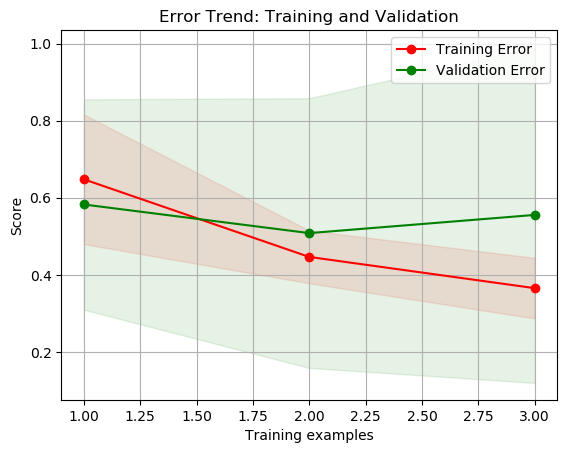 Error Trend: Training and Validation
Training Error
Validation Error
1.0
0.8
0.6
0.4
0.2
Score
1.00 1.25 1.50 1.75 2.00 2.25 2.50 2.75 3.00
Training examples